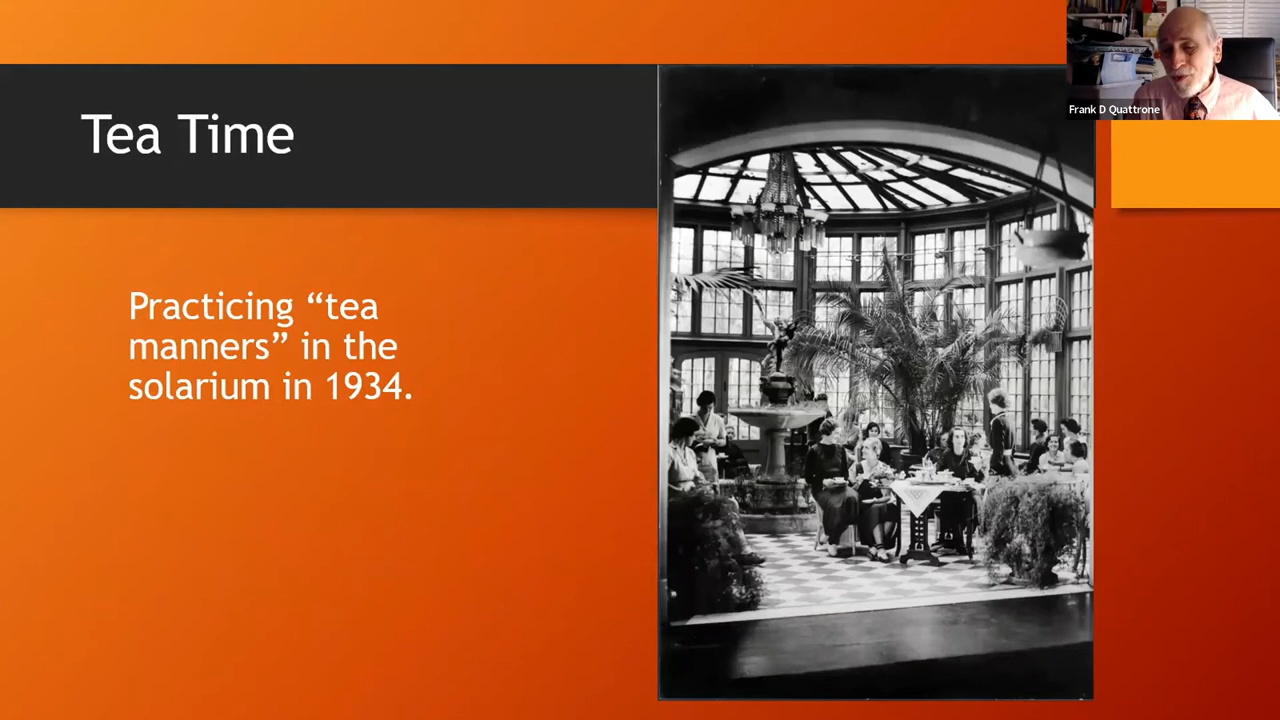 Tea Time
Frank D Quattrone
Practicing “tea
manners” in the
solarium in 1934.